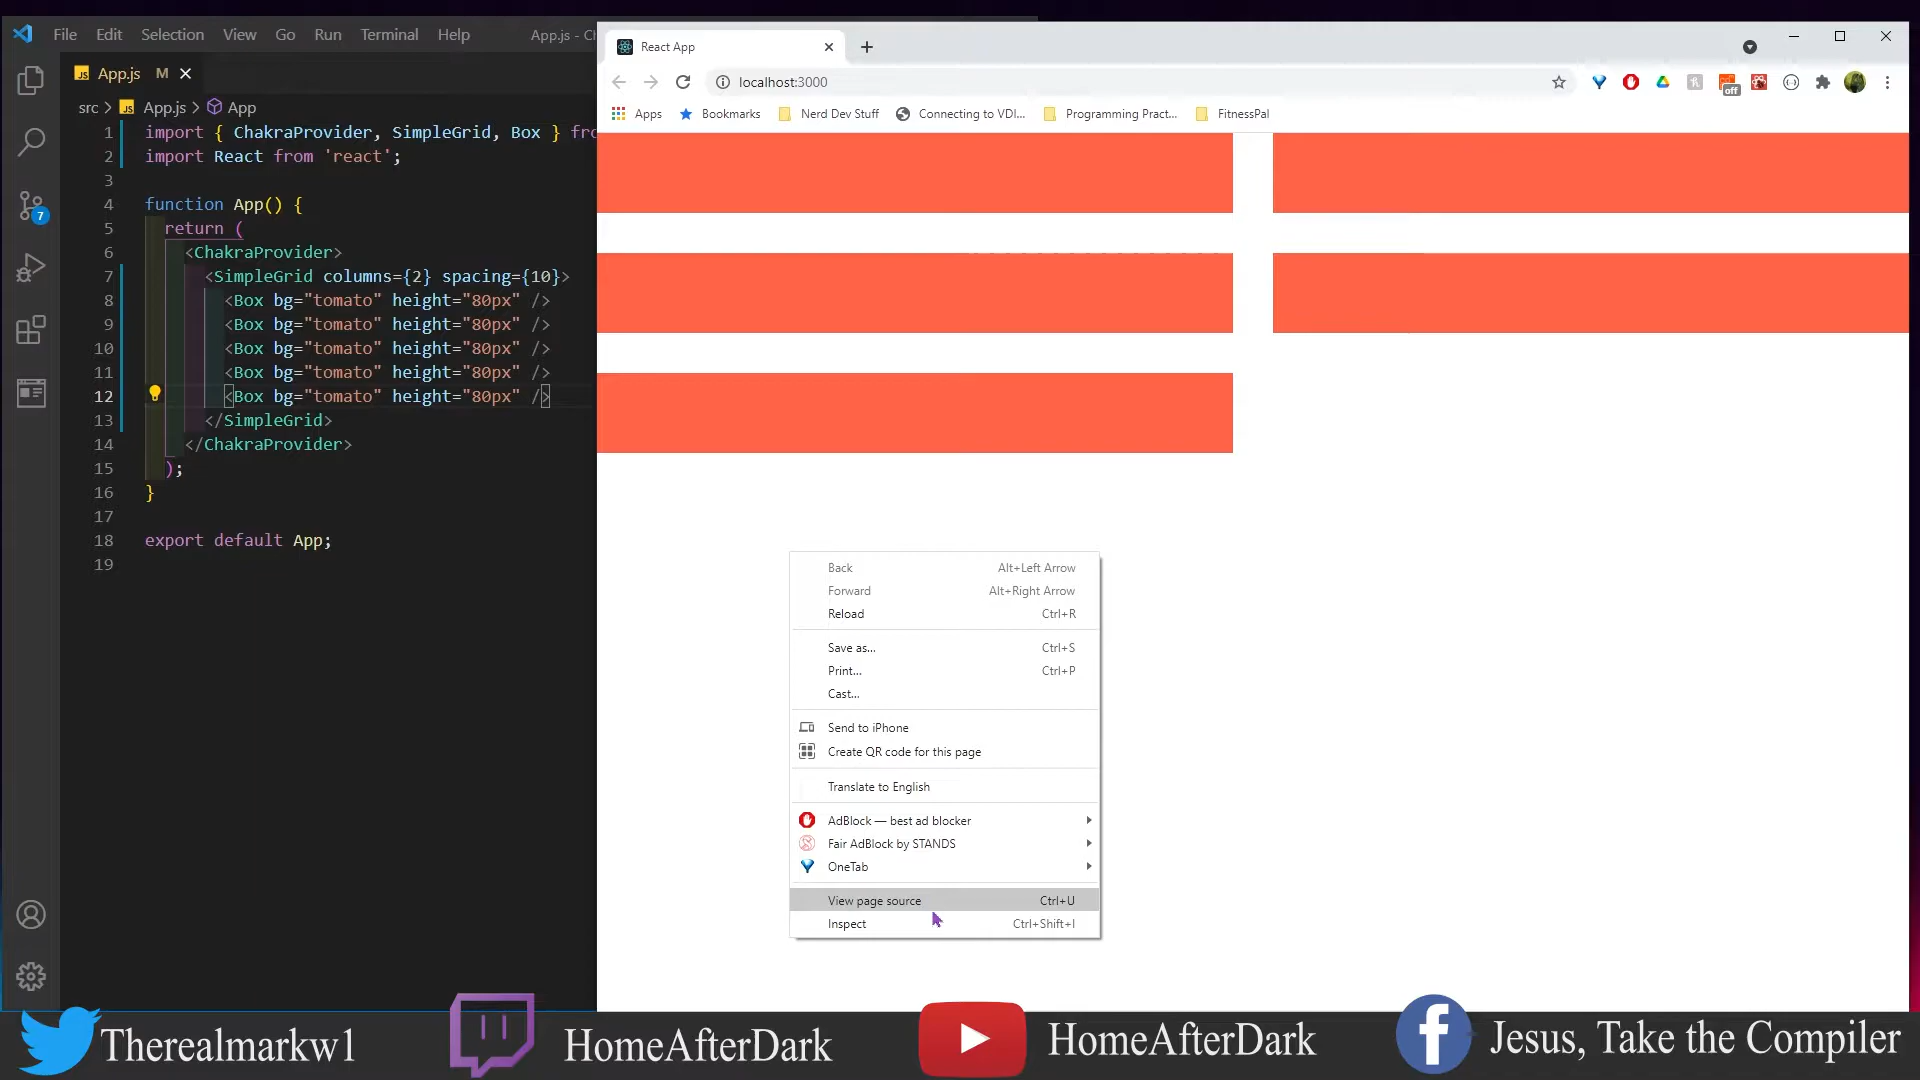 File Edit Selection View Go Run Terminal Help App.js - Ch
App.js M
src > App.js > App
1 import { ChakraProvider, SimpleGrid, Box } fro
2 import React from 'react';
3
4 function App() {
5 return (
6 <ChakraProvider>
7 <SimpleGrid columns={2} spacing={10}>
8 <Box bg="tomato" height="80px" />
9 <Box bg="tomato" height="80px" />
10 <Box bg="tomato" height="80px" />
11 <Box bg="tomato" height="80px" />
12 <Box bg="tomato" height="80px" />
13 </SimpleGrid>
14 </ChakraProvider>
15 );
16 }
17
18 export default App;
19
7
React App
localhost:3000
off
Apps Bookmarks Nerd Dev Stuff Connecting to VDI... Programming Pract... FitnessPal
Back Alt+Left Arrow
Forward Alt+Right Arrow
Reload Ctrl+R
Save as... Ctrl+S
Print... Ctrl+P
Cast...
Send to iPhone
Create QR code for this page
Translate to English
AdBlock — best ad blocker
Fair AdBlock by STANDS
OneTab
View page source Ctrl+U
Inspect Ctrl+Shift+I
Therealmarkw1 HomeAfterDark HomeAfterDark Jesus, Take the Compiler